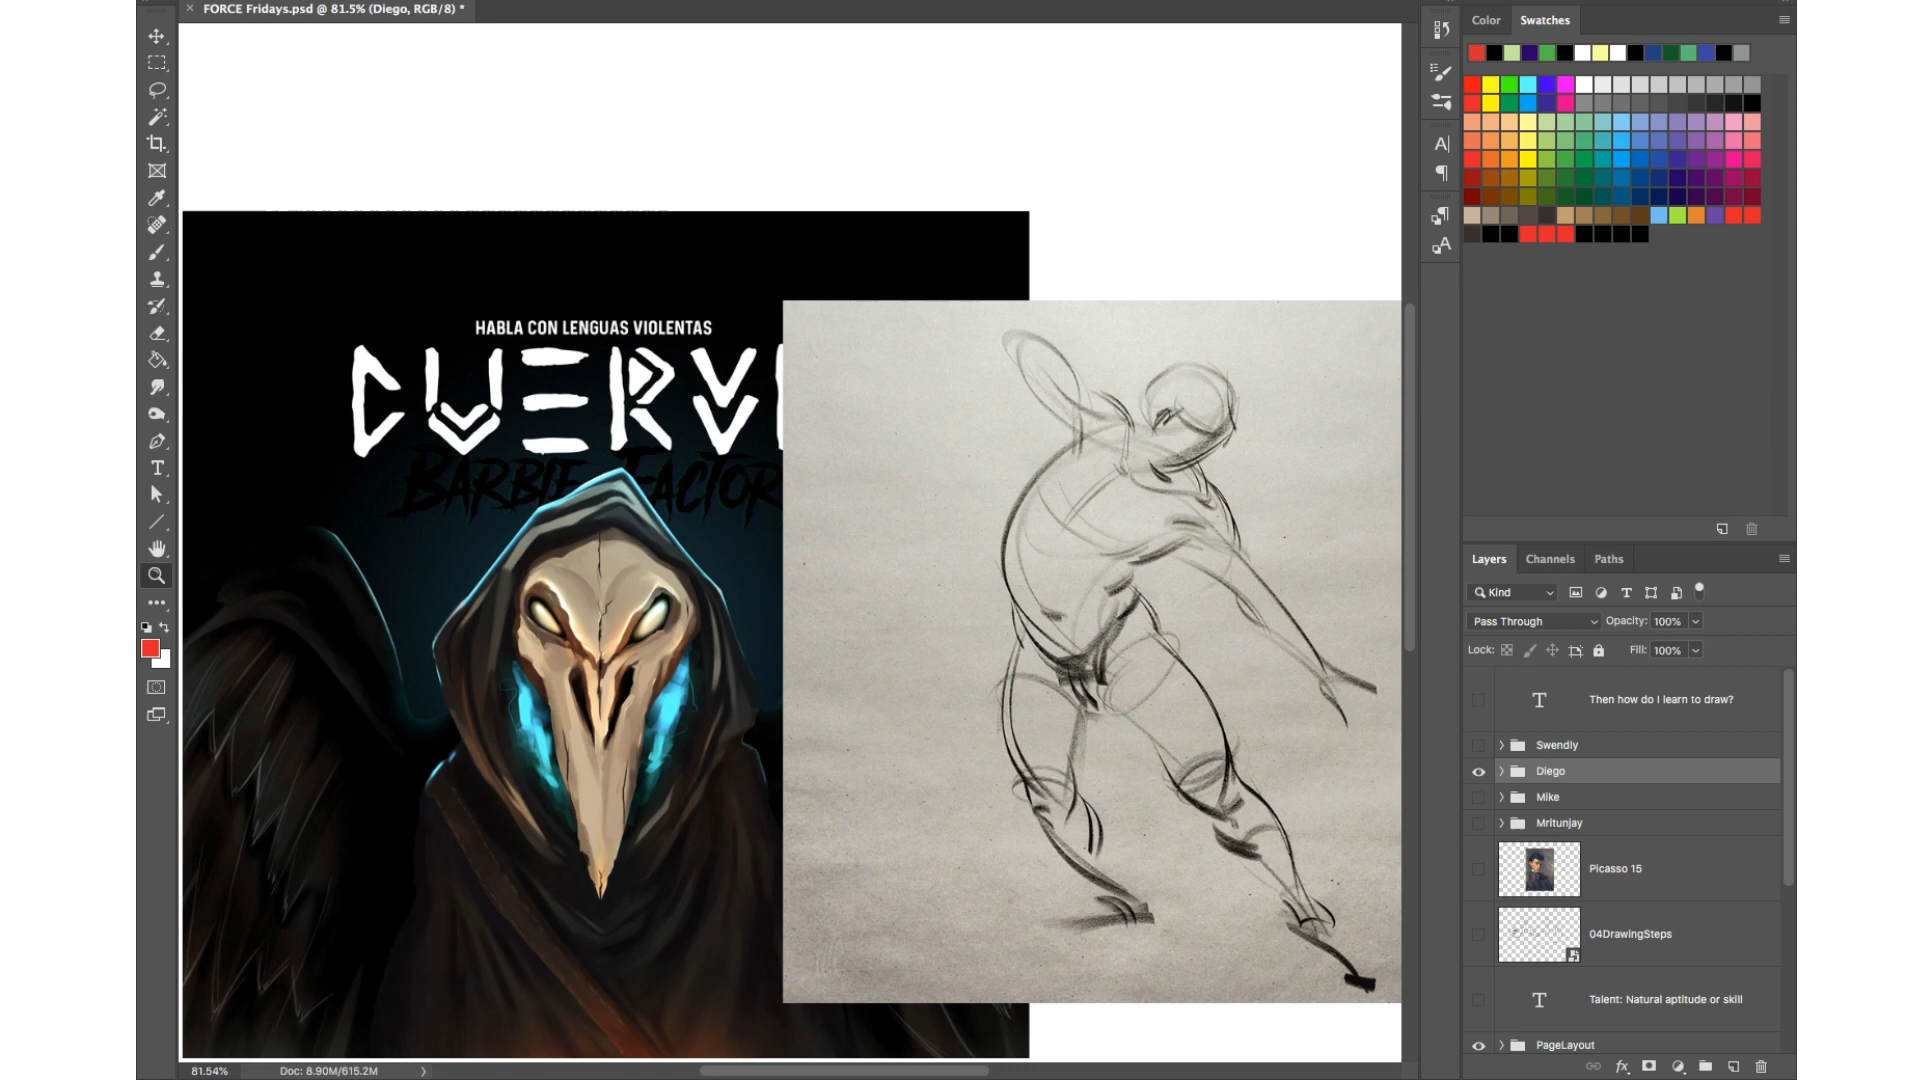 FORCE Fridays.psd @ 81.5% (Diego, RGB/8) *
Color
Swatches
HABLA CON LENGUAS VIOLENTAS
CUERV
BARBIE FACTOR
Layers
Channels
Paths
Kind
Pass Through
Opacity: 100%
Lock:
Fill: 100%
Then how do I learn to draw?
Swendly
Diego
Mike
Mritunjay
Picasso 15
04DrawingSteps
Talent: Natural aptitude or skill
PageLayout
81.54%
Doc: 8.90M/615.2M